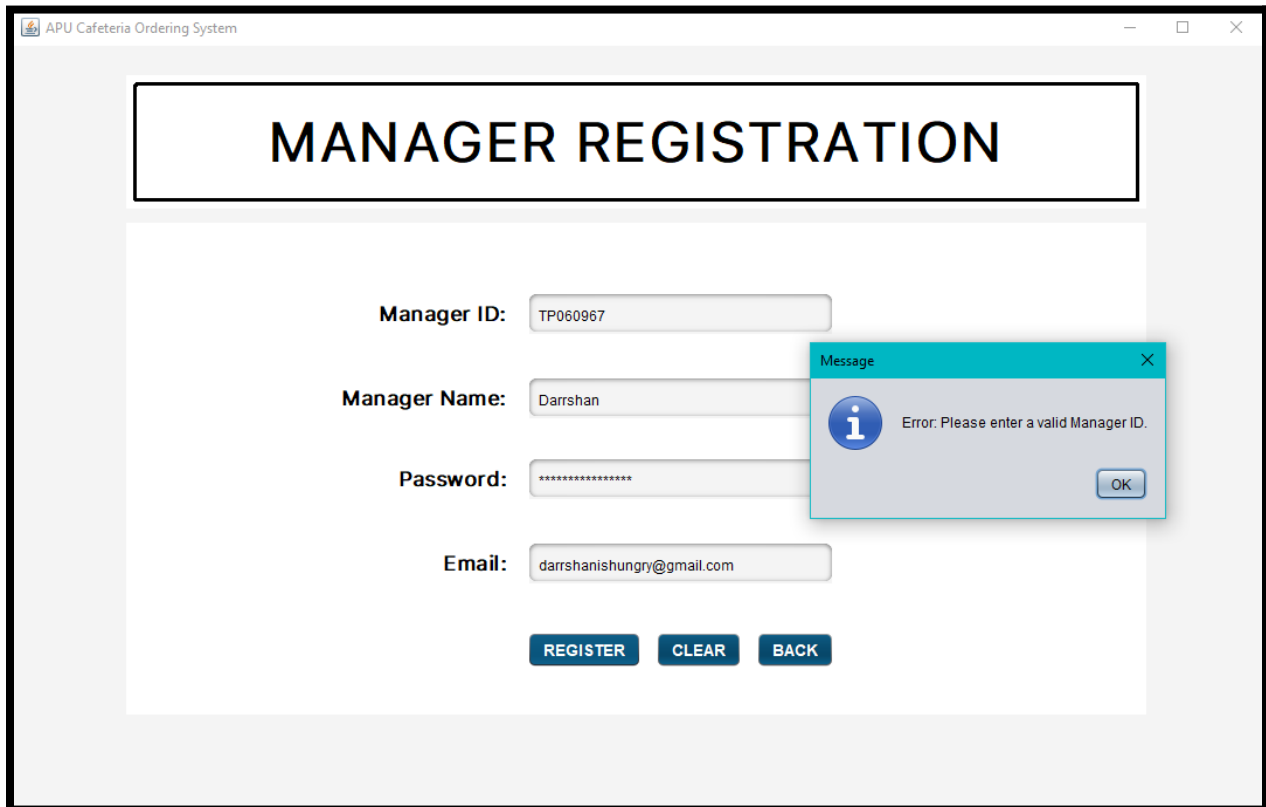 APU Cafeteria Ordering System
MANAGER REGISTRATION
Manager ID: TP060967
Message
Manager Name: Darrshan
Error: Please enter a valid Manager ID.
Password: ****************
OK
Email: darrshanishungry@gmail.com
REGISTER CLEAR BACK